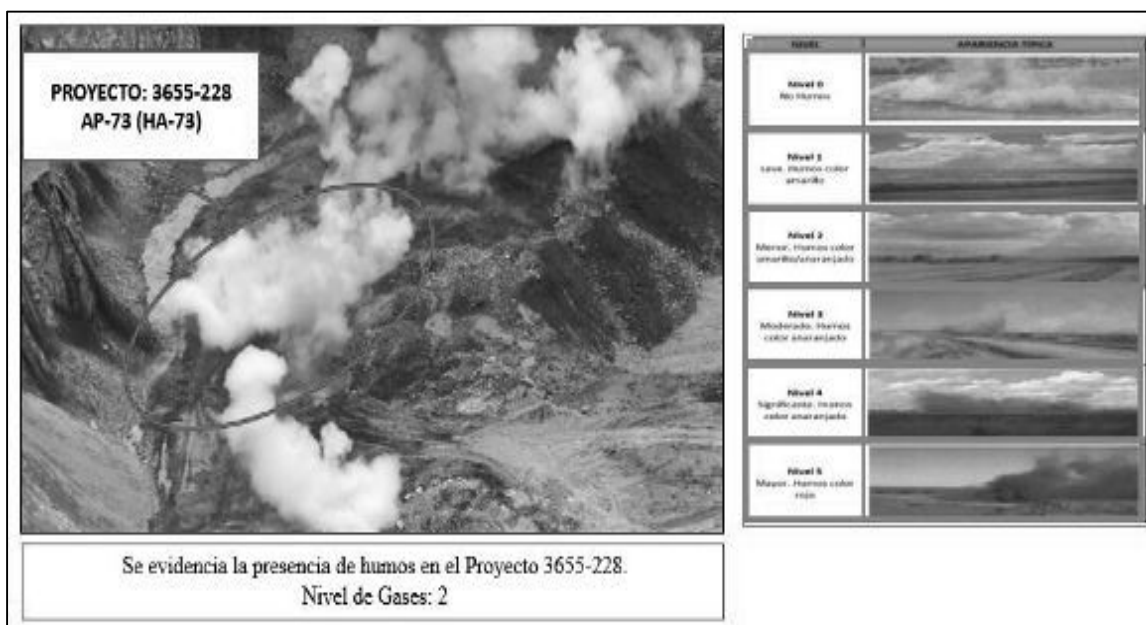 PROYECTO: 3655-228
AP-73 (HA-73)
Se evidencia la presencia de humos en el Proyecto 3655-228.
Nivel de Gases: 2
NIVEL
APARIENCIA TIPICA
Nivel 0
No Humos
Nivel 1
Leve. Humos color
amarillo
Nivel 2
Menor. Humos color
amarillo/anaranjado
Nivel 3
Moderado. Humos
color anaranjado
Nivel 4
Significante. Humos
color anaranjado
Nivel 5
Mayor. Humos color
rojo